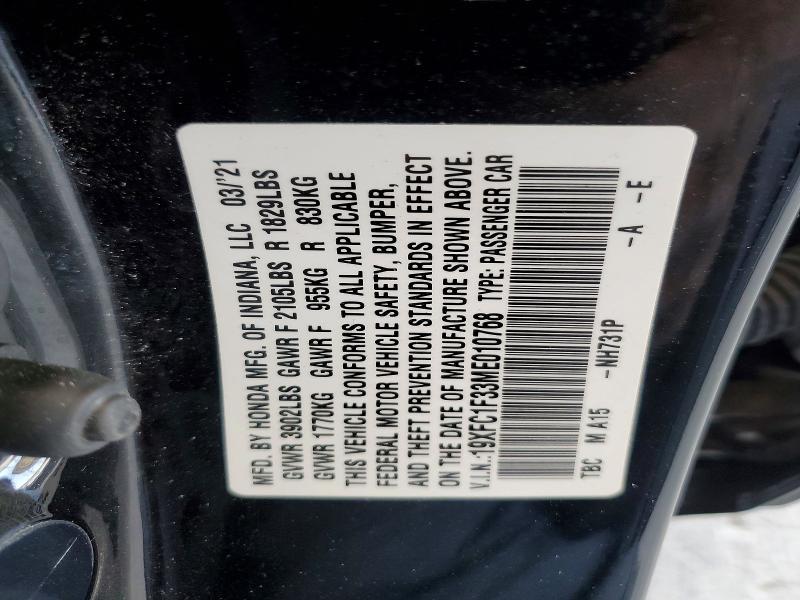 MFD. BY HONDA MFG. OF INDIANA, LLC 03/'21
GVWR 3902LBS GAWR F 2105LBS R 1829LBS
GVWR 1770KG GAWR F 955KG R 830KG
THIS VEHICLE CONFORMS TO ALL APPLICABLE
FEDERAL MOTOR VEHICLE SAFETY, BUMPER,
AND THEFT PREVENTION STANDARDS IN EFFECT
ON THE DATE OF MANUFACTURE SHOWN ABOVE.
V.I.N.:19XFC1F33ME010768 TYPE: PASSENGER CAR
TBC M A15 -NH731P -A -E